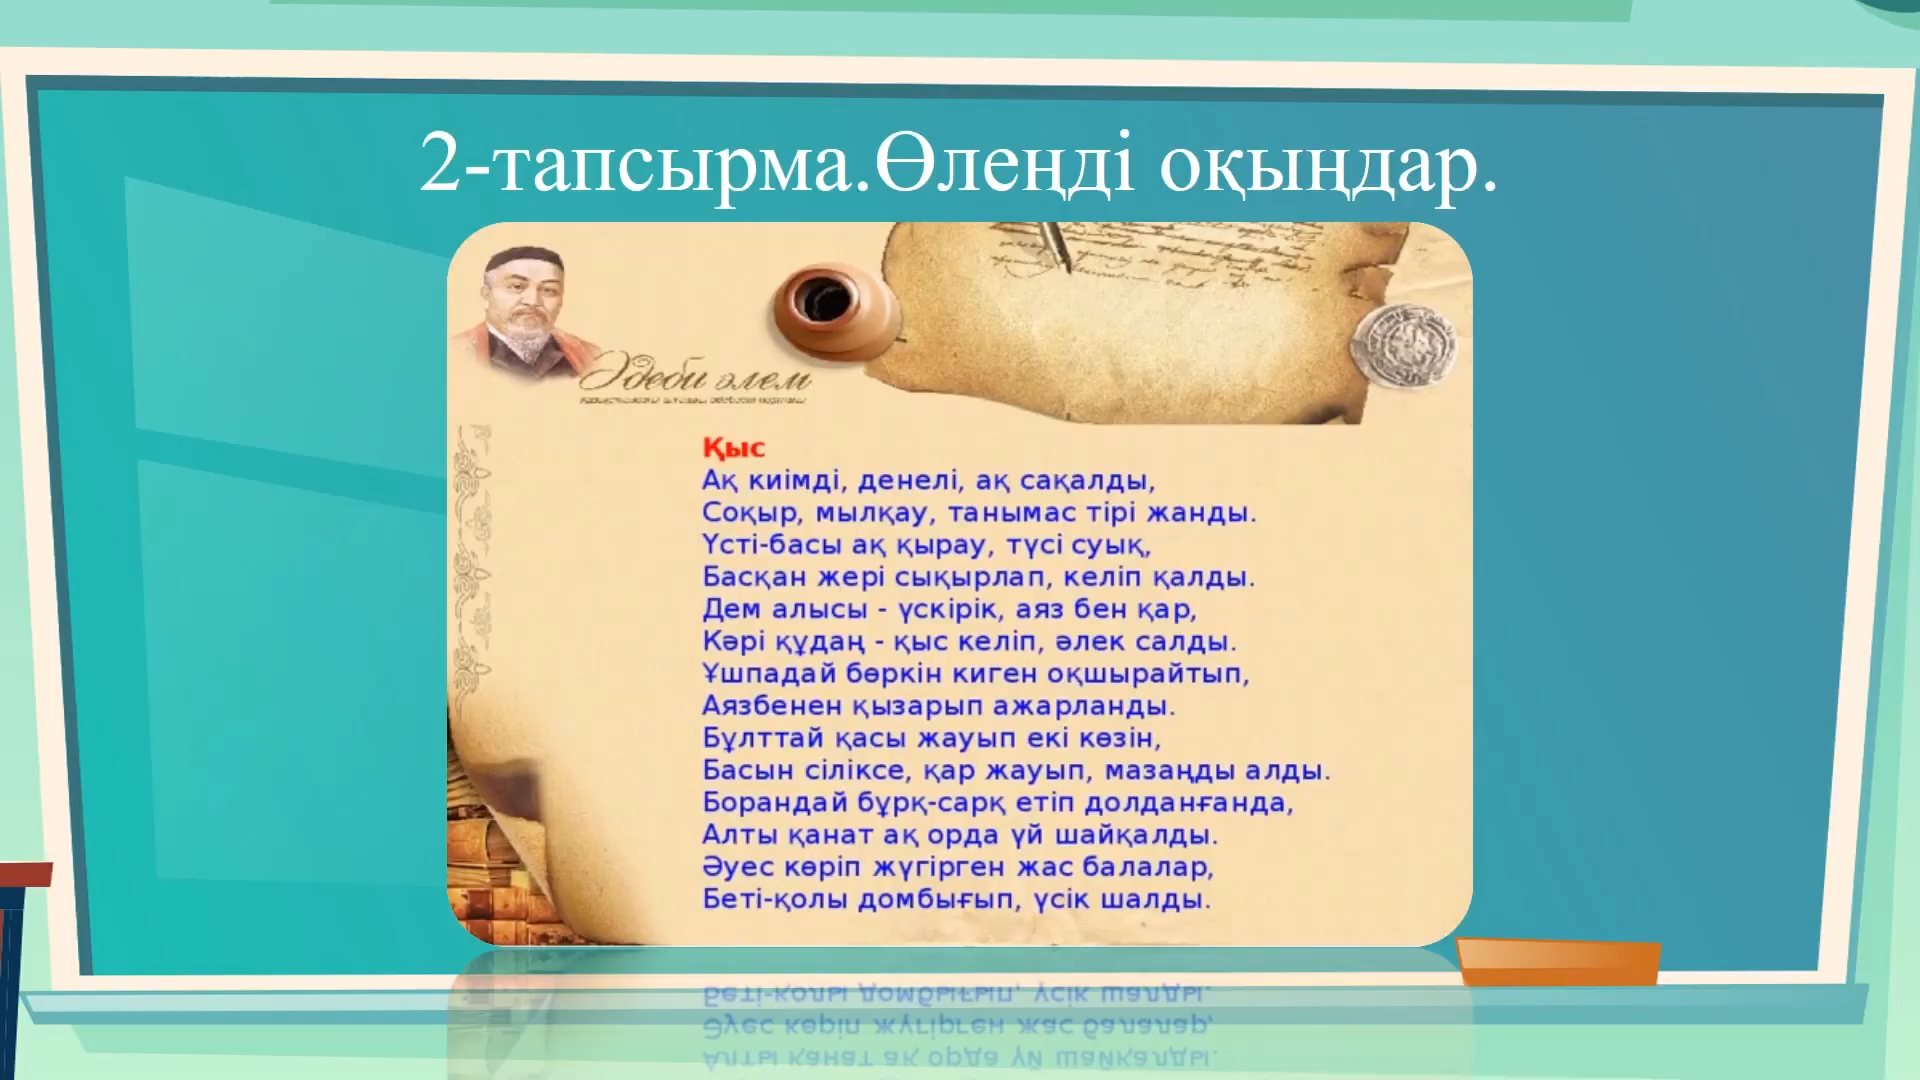 2-тапсырма.Өлеңді оқыңдар.
Әдеби әлем
Қыс
Ақ киімді, денелі, ақ сақалды,
Соқыр, мылқау, танымас тірі жанды.
Үсті-басы ақ қырау, түсі суық,
Басқан жері сықырлап, келіп қалды.
Дем алысы - үскірік, аяз бен қар,
Кәрі құдаң - қыс келіп, әлек салды.
Ұшпадай бөркін киген оқшырайтып,
Аязбенен қызарып ажарланды.
Бұлттай қасы жауып екі көзін,
Басын сіліксе, қар жауып, мазаңды алды.
Борандай бұрқ-сарқ етіп долданғанда,
Алты қанат ақ орда үй шайқалды.
Әуес көріп жүгірген жас балалар,
Беті-қолы домбығып, үсік шалды.